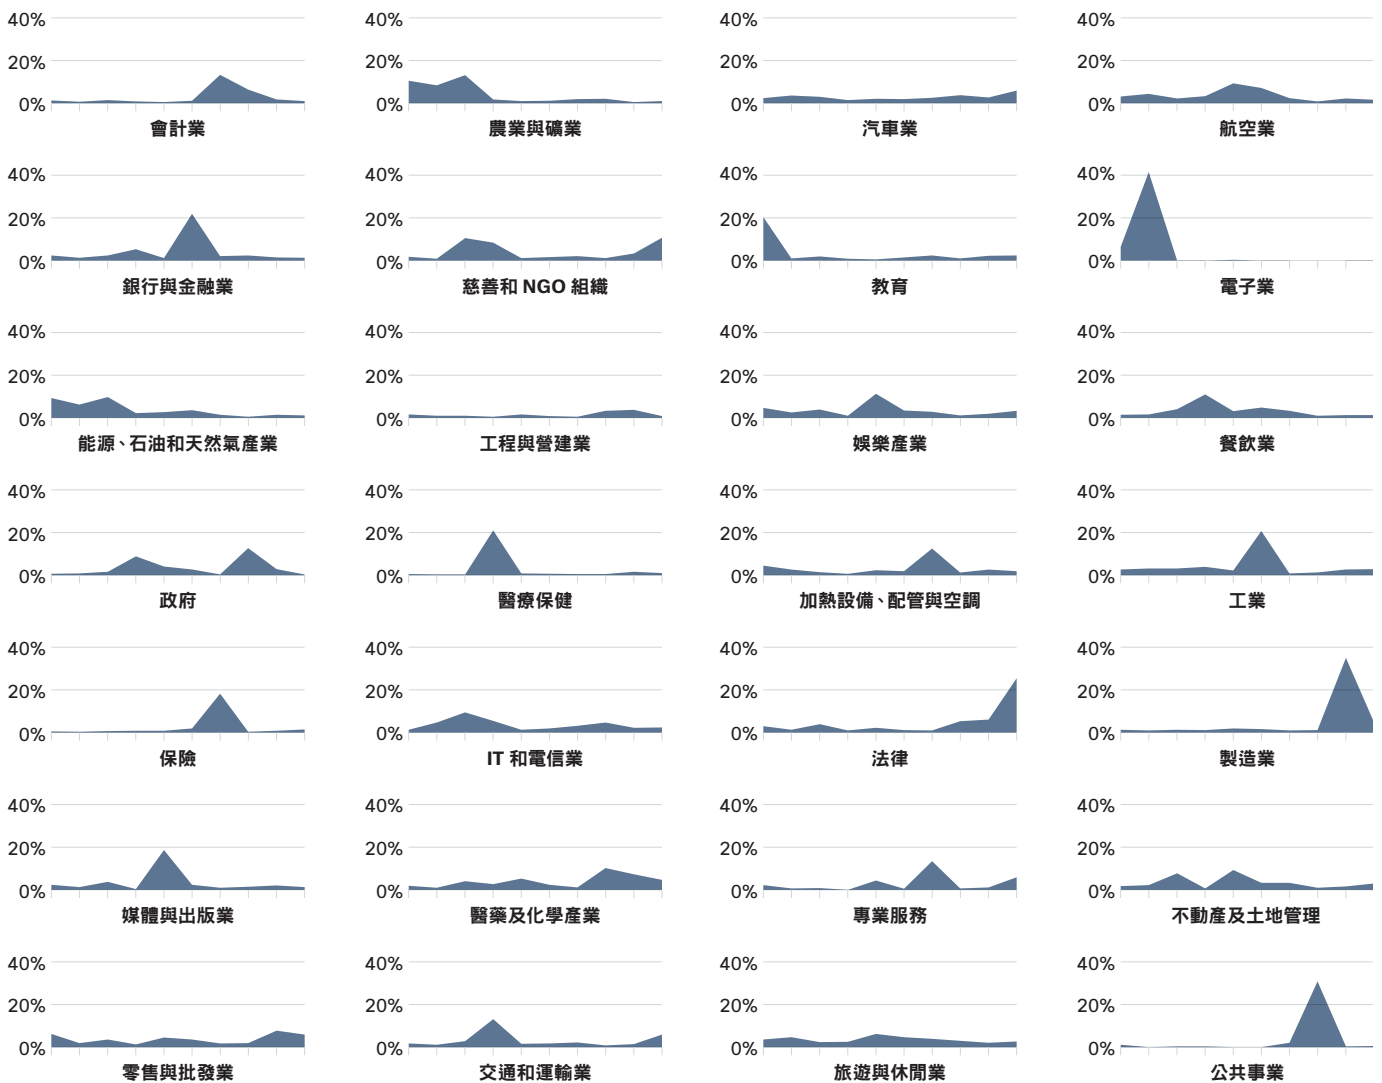 40% 40% 40% 40%
20% 20% 20% 20%
0% 0% 0% 0%
會計業 農業與礦業 汽車業 航空業
40% 40% 40% 40%
20% 20% 20% 20%
0% 0% 0% 0%
銀行與金融業 慈善和 NGO 組織 教育 電子業
40% 40% 40% 40%
20% 20% 20% 20%
0% 0% 0% 0%
能源、石油和天然氣產業 工程與營建業 娛樂產業 餐飲業
40% 40% 40% 40%
20% 20% 20% 20%
0% 0% 0% 0%
政府 醫療保健 加熱設備、配管與空調 工業
40% 40% 40% 40%
20% 20% 20% 20%
0% 0% 0% 0%
保險 IT 和電信業 法律 製造業
40% 40% 40% 40%
20% 20% 20% 20%
0% 0% 0% 0%
媒體與出版業 醫藥及化學產業 專業服務 不動產及土地管理
40% 40% 40% 40%
20% 20% 20% 20%
0% 0% 0% 0%
零售與批發業 交通和運輸業 旅遊與休閒業 公共事業